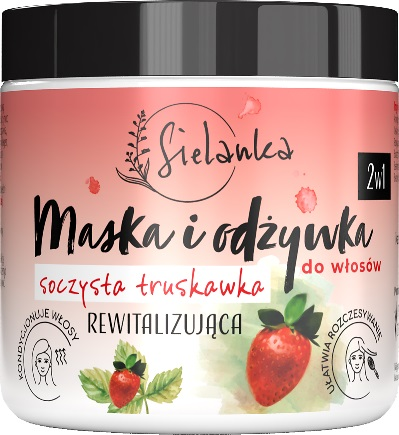 Sielanka
2w1
Maska i odżywka
do włosów
soczysta truskawka
REWITALIZUJĄCA
KONDYCJONUJE WŁOSY
UŁATWIA ROZCZESYWANIE